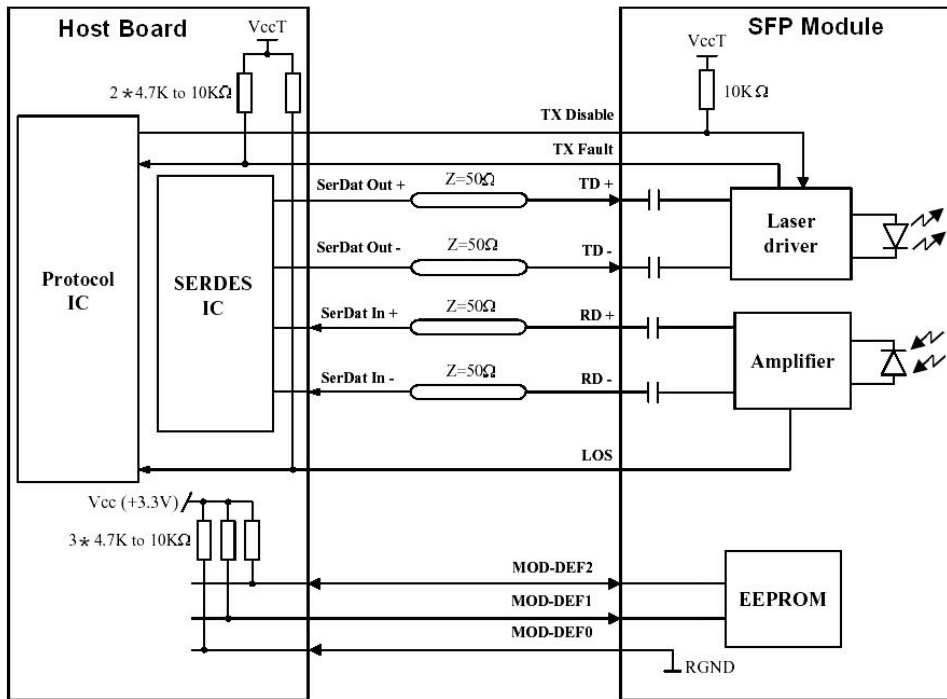 Host Board
SFP Module
VccT
VccT
2*4.7K to 10KΩ
10KΩ
TX Disable
TX Fault
SerDat Out +
Z=50Ω
TD +
SerDat Out -
Z=50Ω
TD -
Laser
driver
Protocol
IC
SERDES
IC
SerDat In +
Z=50Ω
RD +
SerDat In -
Z=50Ω
RD -
Amplifier
LOS
Vcc (+3.3V)
3*4.7K to 10KΩ
MOD-DEF2
MOD-DEF1
MOD-DEF0
EEPROM
RGND